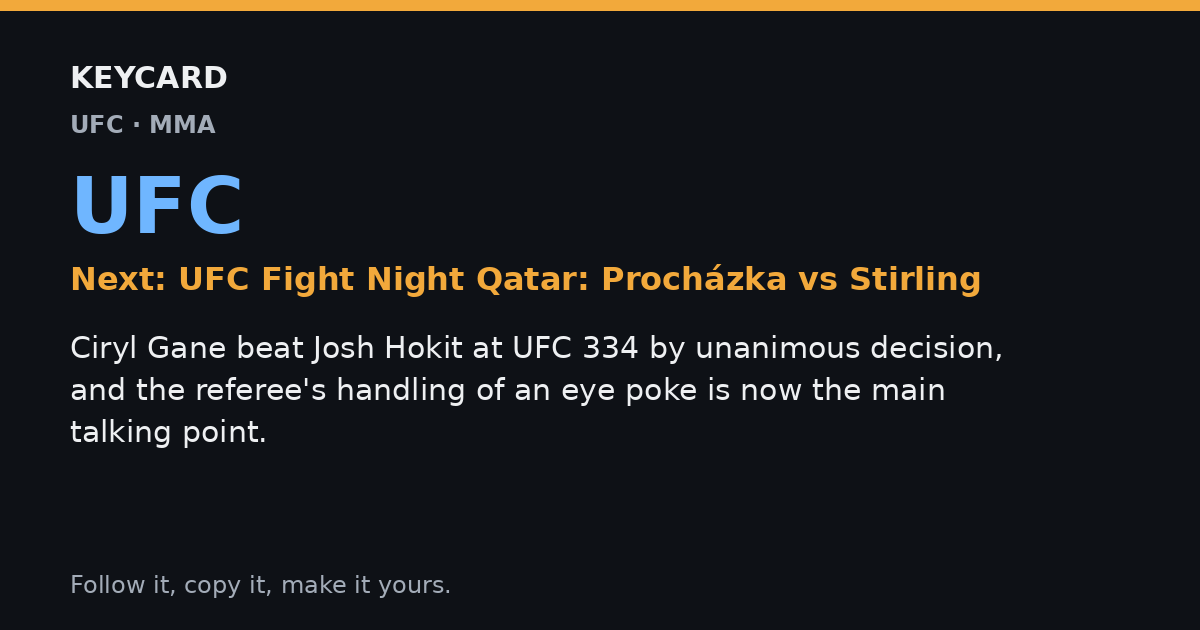 KEYCARD
UFC · MMA
UFC
Next: UFC Fight Night Qatar: Procházka vs Stirling
Ciryl Gane beat Josh Hokit at UFC 334 by unanimous decision,
and the referee's handling of an eye poke is now the main
talking point.
Follow it, copy it, make it yours.